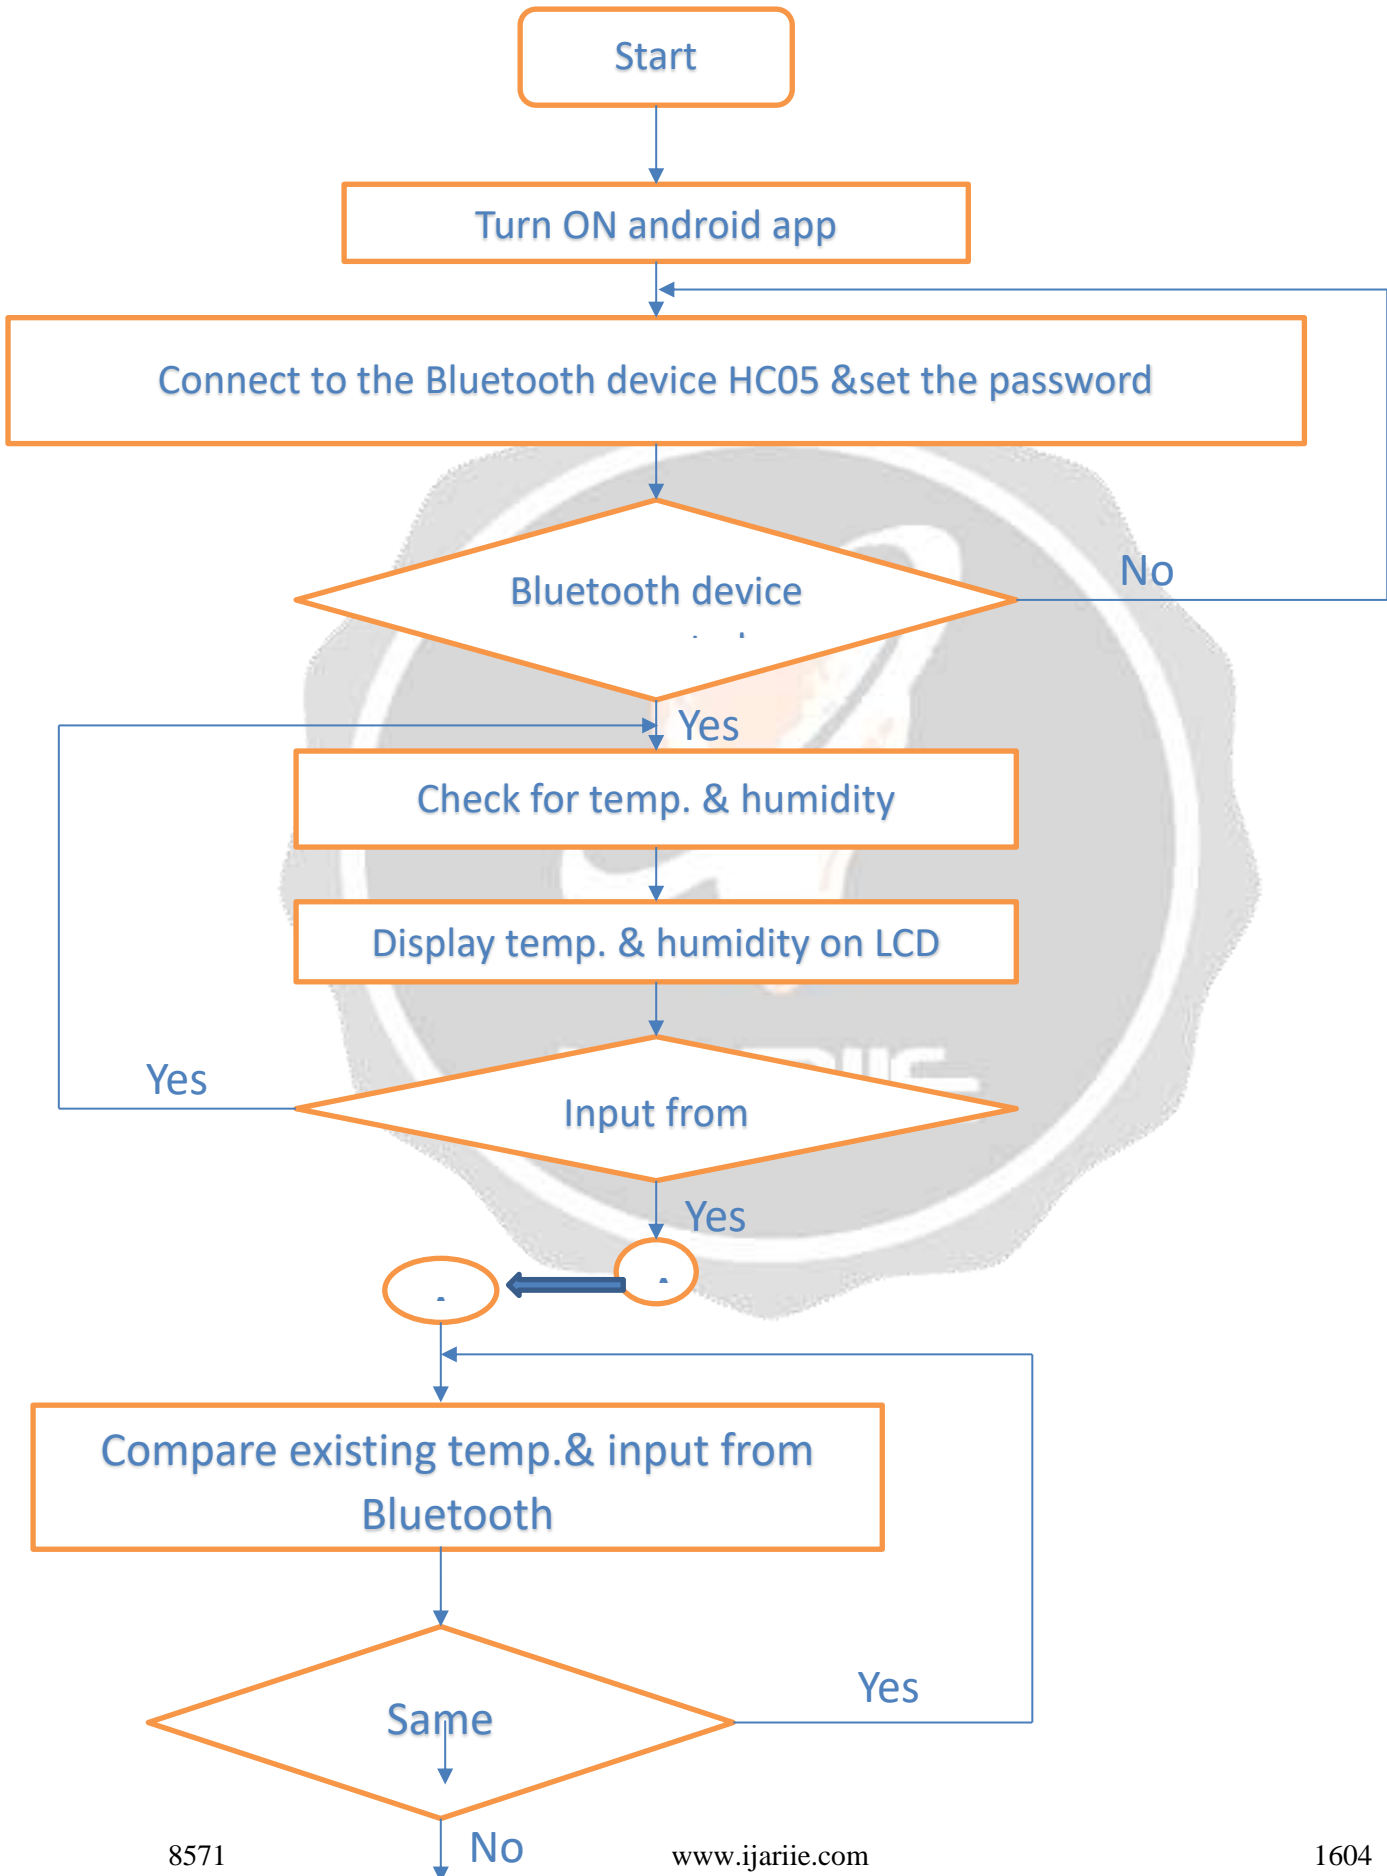 Start
Turn ON android app
Connect to the Bluetooth device HC05 &set the password
Bluetooth device
No
Yes
Check for temp. & humidity
Display temp. & humidity on LCD
Yes
Input from
Yes
Compare existing temp.& input from
Bluetooth
Same
Yes
No
8571 www.ijariie.com 1604